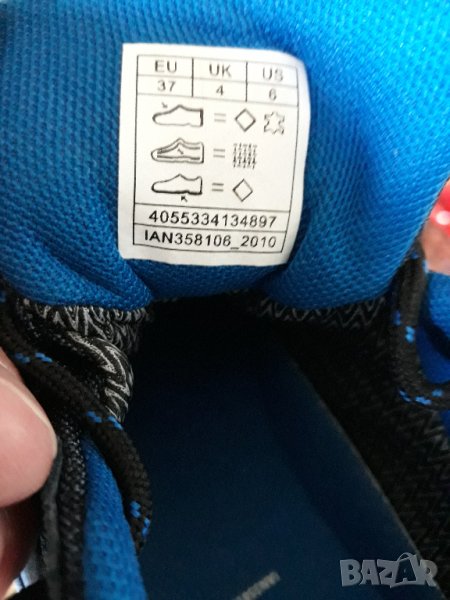 EU UK US
37 4 6
4055334134897
IAN358106_2010
BAZAR